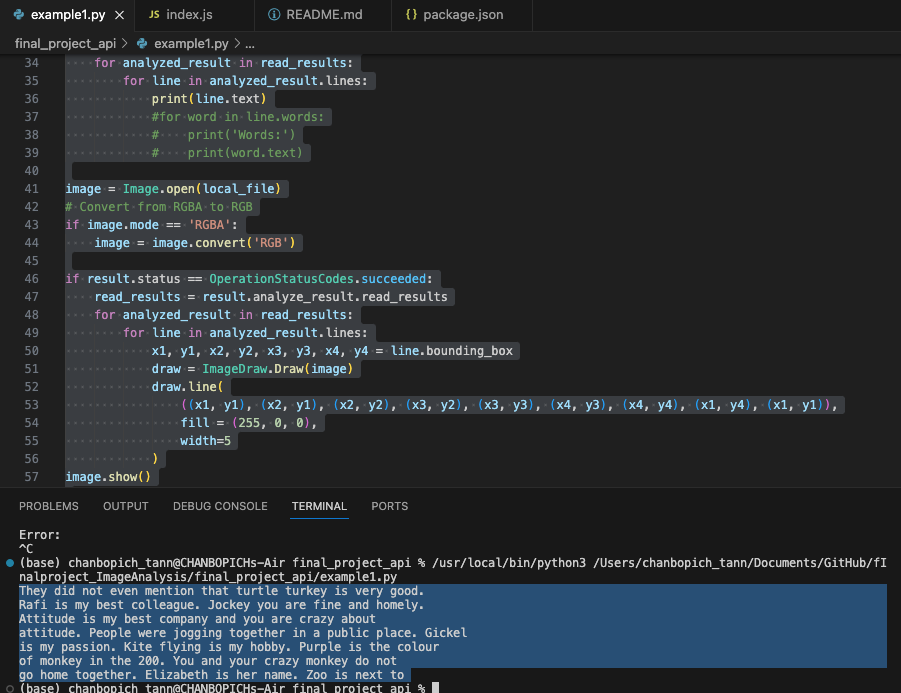 example1.py
JS index.js
README.md
{} package.json
final_project_api > example1.py > ...
34 for analyzed_result in read_results:
35 for line in analyzed_result.lines:
36 print(line.text)
37 #for word in line.words:
38 # print('Words:')
39 # print(word.text)
40
41 image = Image.open(local_file)
42 # Convert from RGBA to RGB
43 if image.mode == 'RGBA':
44 image = image.convert('RGB')
45
46 if result.status == OperationStatusCodes.succeeded:
47 read_results = result.analyze_result.read_results
48 for analyzed_result in read_results:
49 for line in analyzed_result.lines:
50 x1, y1, x2, y2, x3, y3, x4, y4 = line.bounding_box
51 draw = ImageDraw.Draw(image)
52 draw.line(
53 ((x1, y1), (x2, y1), (x2, y2), (x3, y2), (x3, y3), (x4, y3), (x4, y4), (x1, y4), (x1, y1)),
54 fill = (255, 0, 0),
55 width=5
56 )
57 image.show()
PROBLEMS OUTPUT DEBUG CONSOLE TERMINAL PORTS
Error:
^C
(base) chanbopich_tann@CHANBOPICHs-Air final_project_api % /usr/local/bin/python3 /Users/chanbopich_tann/Documents/GitHub/fI
nalproject_ImageAnalysis/final_project_api/example1.py
They did not even mention that turtle turkey is very good.
Rafi is my best colleague. Jockey you are fine and homely.
Attitude is my best company and you are crazy about
attitude. People were jogging together in a public place. Gickel
is my passion. Kite flying is my hobby. Purple is the colour
of monkey in the 200. You and your crazy monkey do not
go home together. Elizabeth is her name. Zoo is next to
(base) chanbopich_tann@CHANBOPICHs-Air final_project_api %